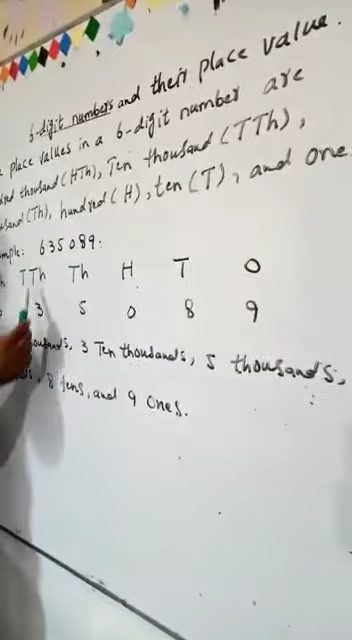 6-digit numbers and their place value.
place values in a 6-digit number are
thousand (HTh), Ten thousand (TTh),
(Th), hundred (H), ten (T), and one
635089:
TTh Th H T O
3 5 0 8 9
3 Ten thousands, 5 thousands,
8 tens, and 9 ones.